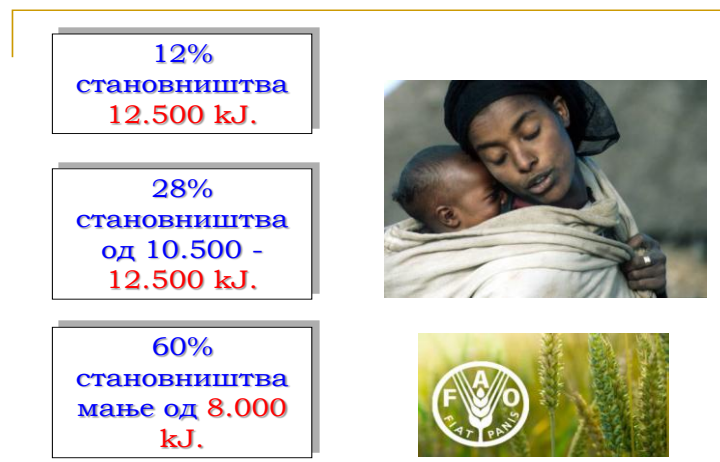 12%
становништва
12.500 kJ.
28%
становништва
од 10.500 -
12.500 kJ.
60%
становништва
мање од 8.000
kJ.
F A O
FIAT PANIS